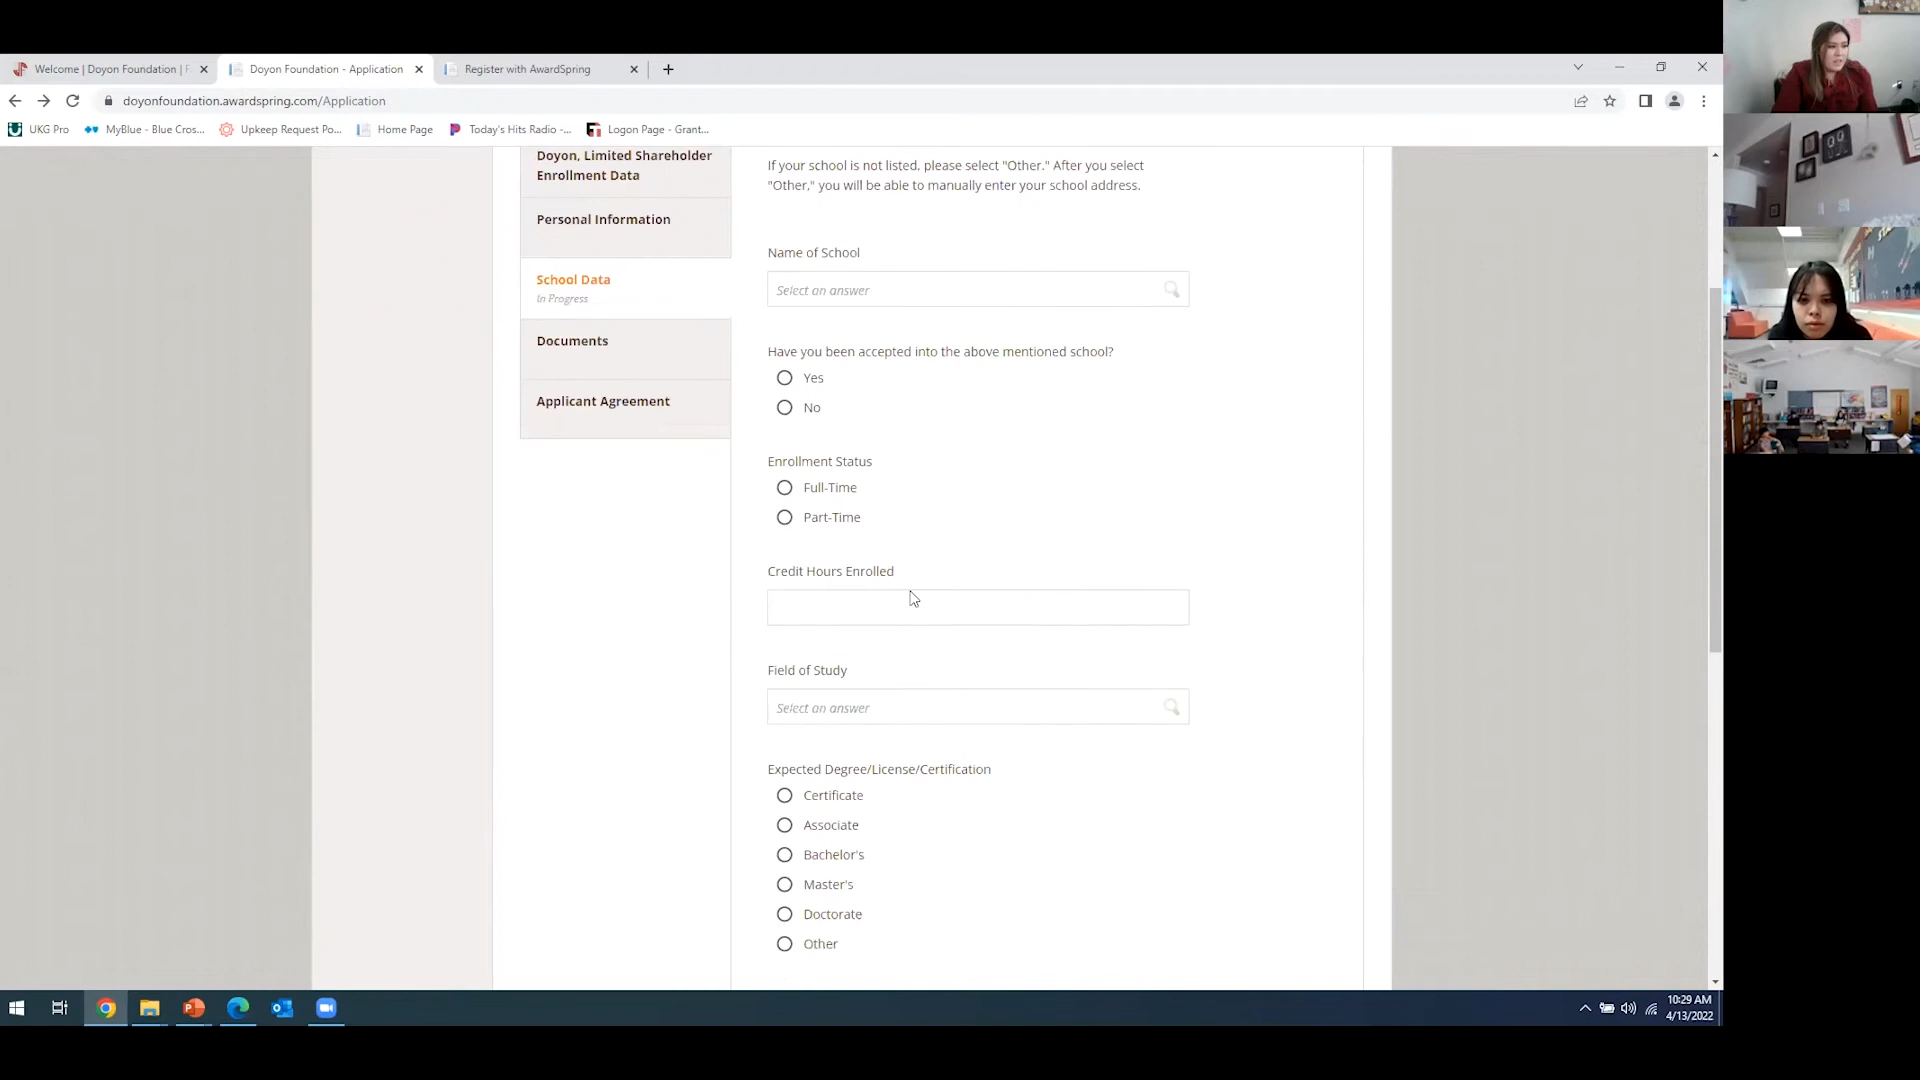 Welcome | Doyon Foundation | F
Doyon Foundation - Application
Register with AwardSpring
doyonfoundation.awardspring.com/Application
UKG Pro
MyBlue - Blue Cros...
Upkeep Request Po...
Home Page
Today's Hits Radio -...
Logon Page - Grant...
Doyon, Limited Shareholder
Enrollment Data
Personal Information
School Data
In Progress
Documents
Applicant Agreement
If your school is not listed, please select "Other." After you select
"Other," you will be able to manually enter your school address.
Name of School
Select an answer
Have you been accepted into the above mentioned school?
Yes
No
Enrollment Status
Full-Time
Part-Time
Credit Hours Enrolled
Field of Study
Select an answer
Expected Degree/License/Certification
Certificate
Associate
Bachelor's
Master's
Doctorate
Other
10:29 AM
4/13/2022